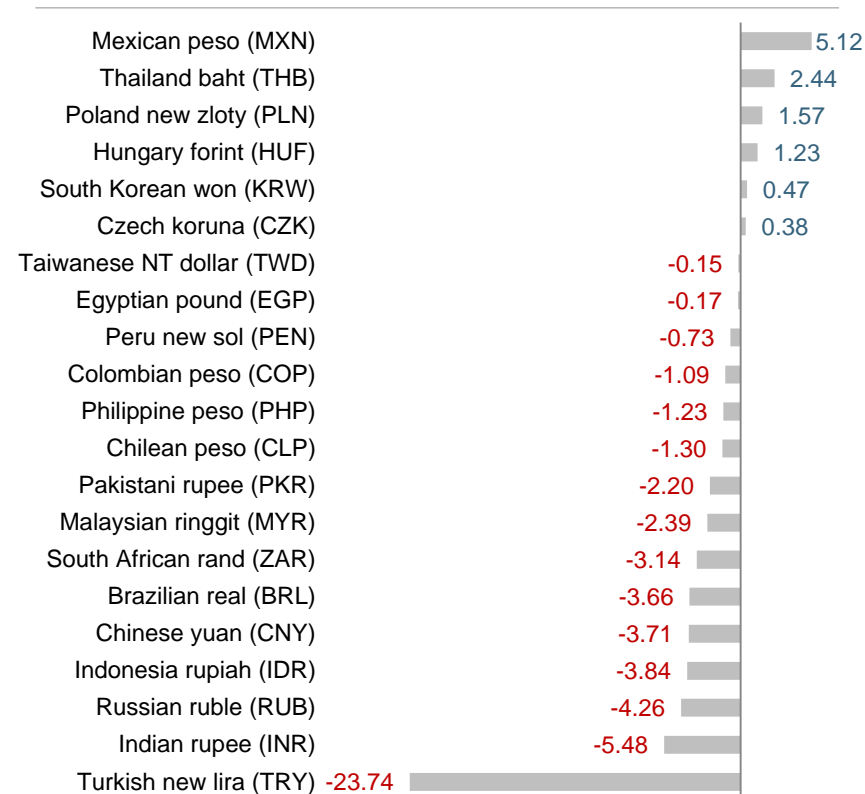 Mexican peso (MXN) 5.12
Thailand baht (THB) 2.44
Poland new zloty (PLN) 1.57
Hungary forint (HUF) 1.23
South Korean won (KRW) 0.47
Czech koruna (CZK) 0.38
Taiwanese NT dollar (TWD) -0.15
Egyptian pound (EGP) -0.17
Peru new sol (PEN) -0.73
Colombian peso (COP) -1.09
Philippine peso (PHP) -1.23
Chilean peso (CLP) -1.30
Pakistani rupee (PKR) -2.20
Malaysian ringgit (MYR) -2.39
South African rand (ZAR) -3.14
Brazilian real (BRL) -3.66
Chinese yuan (CNY) -3.71
Indonesia rupiah (IDR) -3.84
Russian ruble (RUB) -4.26
Indian rupee (INR) -5.48
Turkish new lira (TRY) -23.74